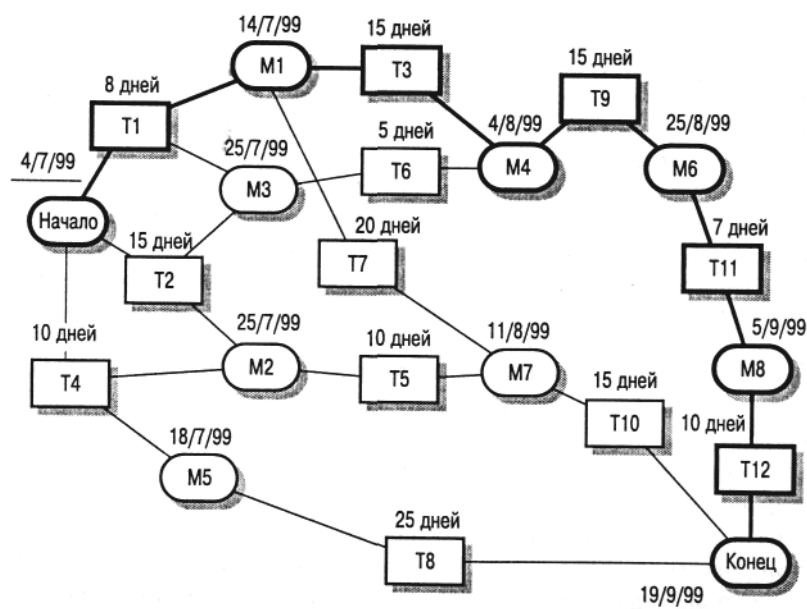 14/7/99
15 дней
М1
Т3
15 дней
8 дней
Т9
Т1
4/8/99
25/8/99
5 дней
4/7/99
25/7/99
М4
М6
М3
Т6
Начало
20 дней
7 дней
15 дней
Т7
Т11
Т2
10 дней
25/7/99
10 дней
11/8/99
5/9/99
Т4
М2
Т5
М7
М8
15 дней
Т10
10 дней
18/7/99
М5
Т12
25 дней
Т8
Конец
19/9/99